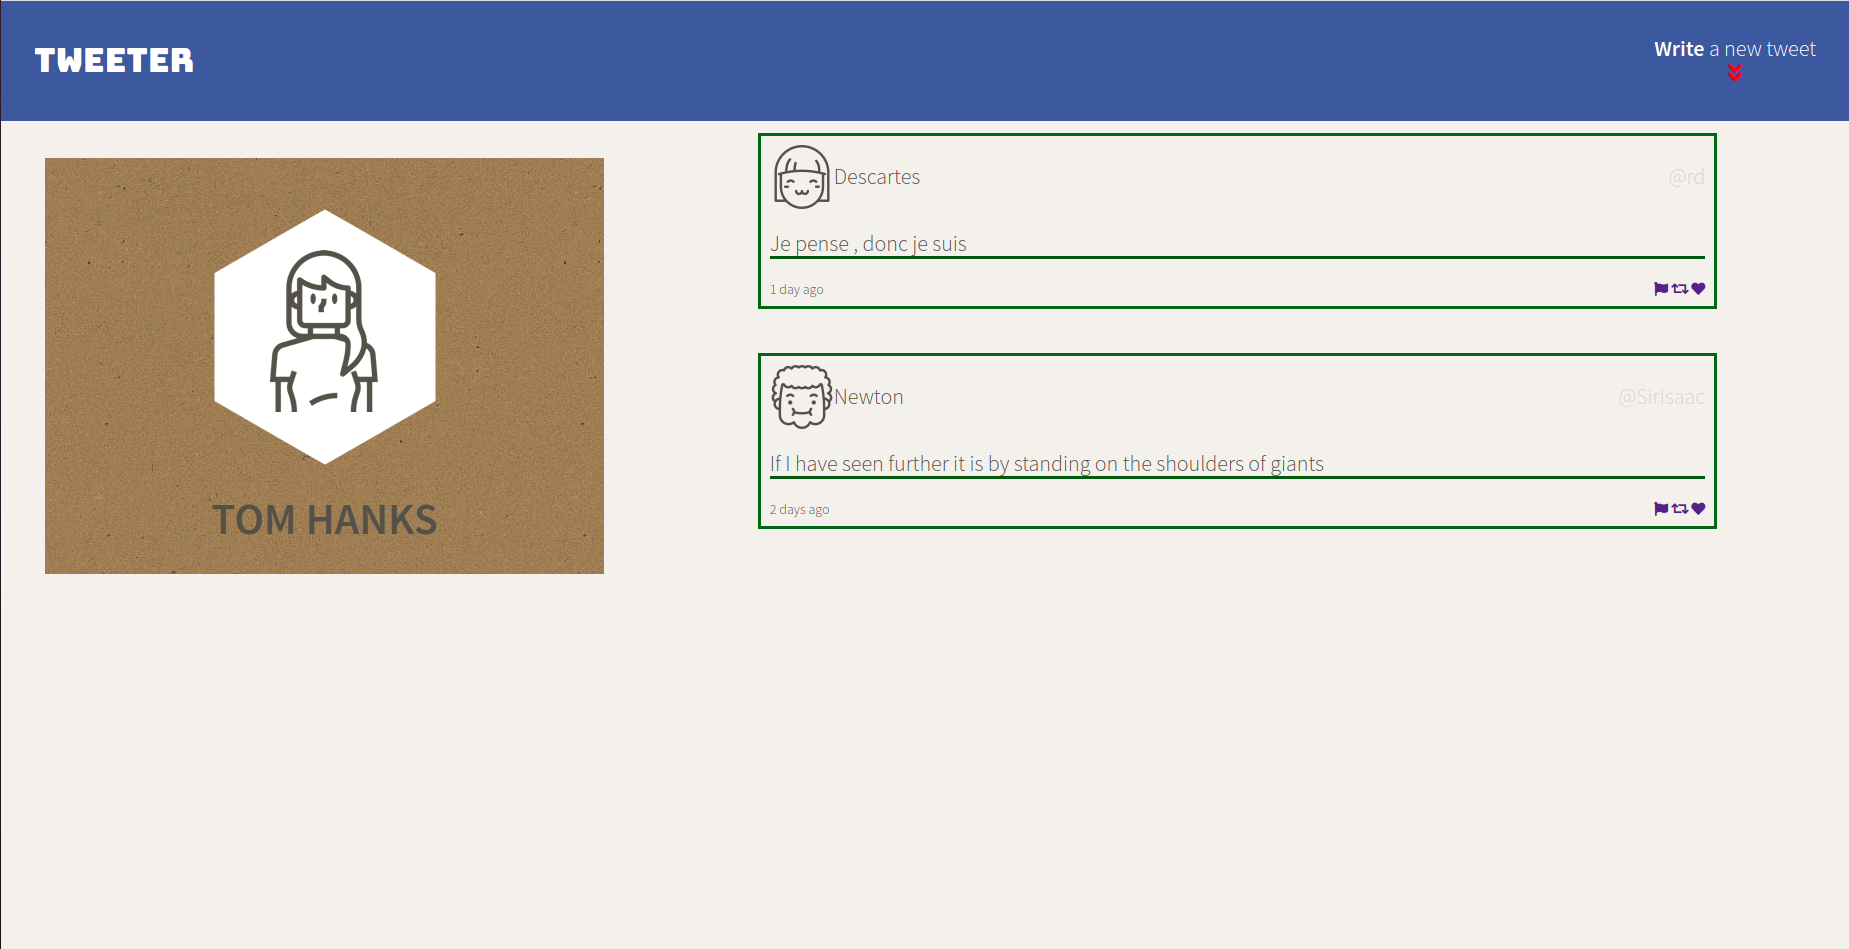 TWEETER
Write a new tweet
TOM HANKS
Descartes
@rd
Je pense , donc je suis
1 day ago
Newton
@SirIsaac
If I have seen further it is by standing on the shoulders of giants
2 days ago